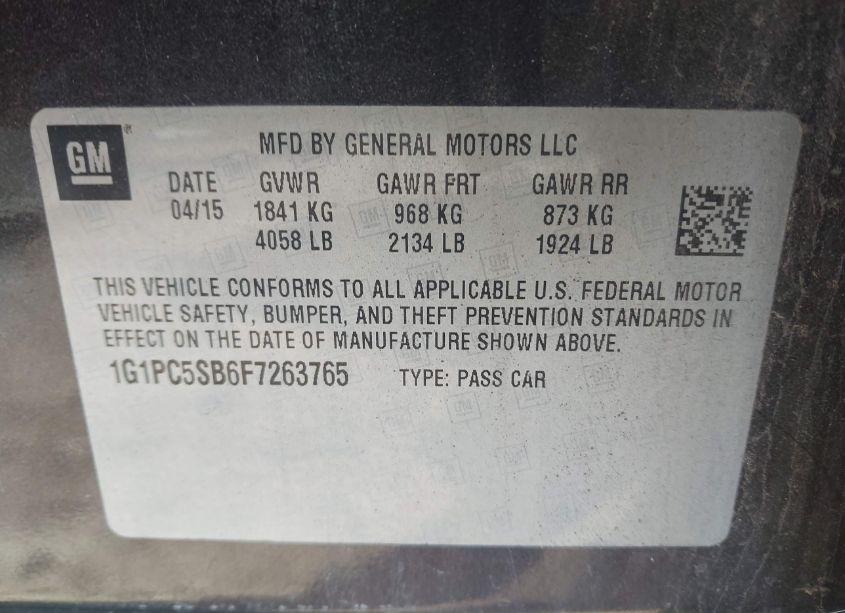 GM
MFD BY GENERAL MOTORS LLC
DATE GVWR GAWR FRT GAWR RR
04/15 1841 KG 968 KG 873 KG
4058 LB 2134 LB 1924 LB
THIS VEHICLE CONFORMS TO ALL APPLICABLE U.S. FEDERAL MOTOR
VEHICLE SAFETY, BUMPER, AND THEFT PREVENTION STANDARDS IN
EFFECT ON THE DATE OF MANUFACTURE SHOWN ABOVE.
1G1PC5SB6F7263765 TYPE: PASS CAR